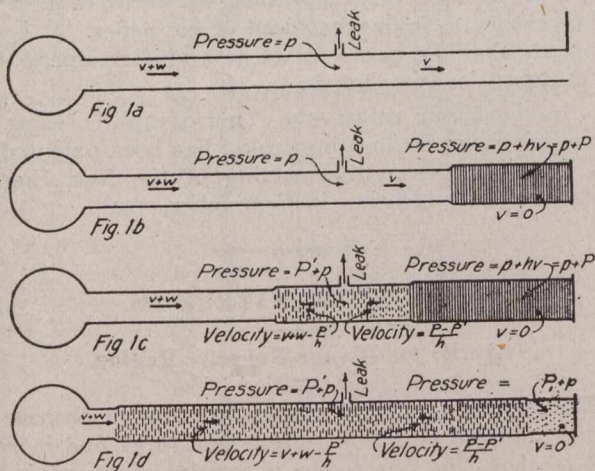 Leak
Pressure = p
v+w
v
Fig 1a
Leak
Pressure = p
Pressure = p + hv = p + P
v+w
v
Fig. 1b
v = 0
Leak
Pressure = P' + p
Pressure = p + hv = p + P
v+w
Velocity = v + w - P'/h
Velocity = P - P'/h
v = 0
Fig 1c
Leak
Pressure = P' + p
Pressure =
P₁ + p
v+w
Velocity = v + w - P'/h
Velocity = P - P'/h
v = 0
Fig 1d